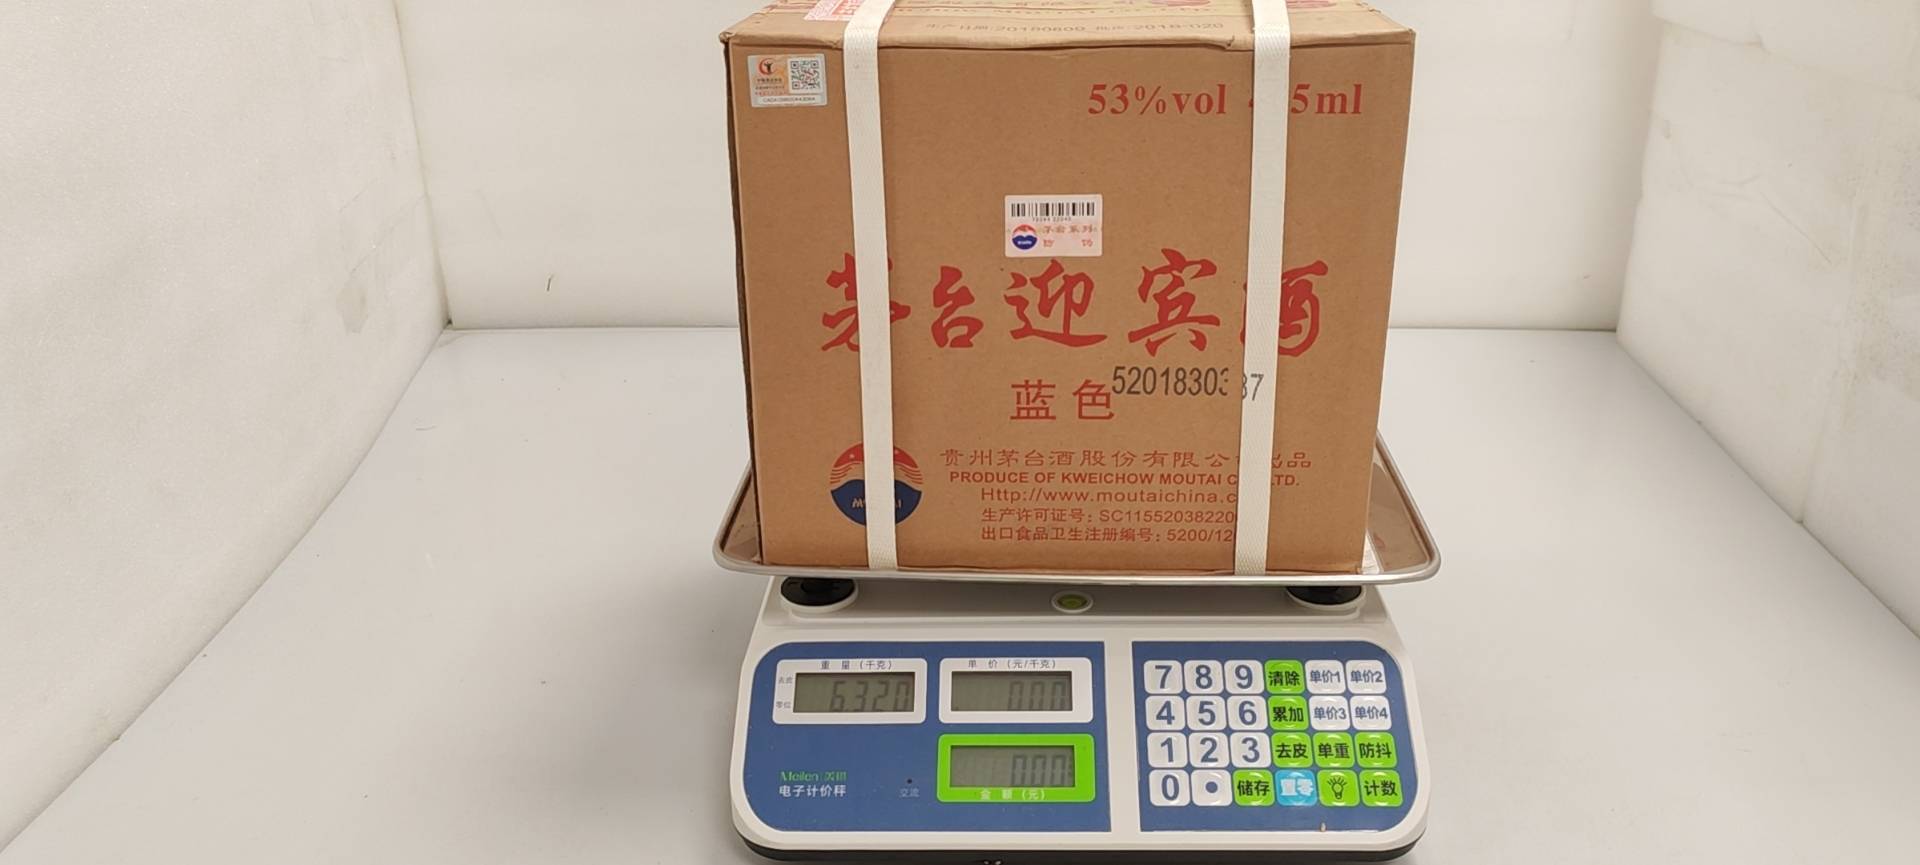 53%vol 5ml
茅台系列
茅台迎宾酒
蓝色
贵州茅台酒股份有限公 出品
PRODUCE OF KWEICHOW MOUTAI C LTD.
Http://www.moutaichina.c
生产许可证号：SC11552038220
出口食品卫生注册编号：5200/12
重 量（千克）
单 价（元/千克）
去皮
零位
6.320
0.00
0.00
金 额（元）
Meilen
电子计价秤
交流
7 8 9 清除 单价1 单价2
4 5 6 累加 单价3 单价4
1 2 3 去皮 单重 防抖
0 • 储存 置零 计数